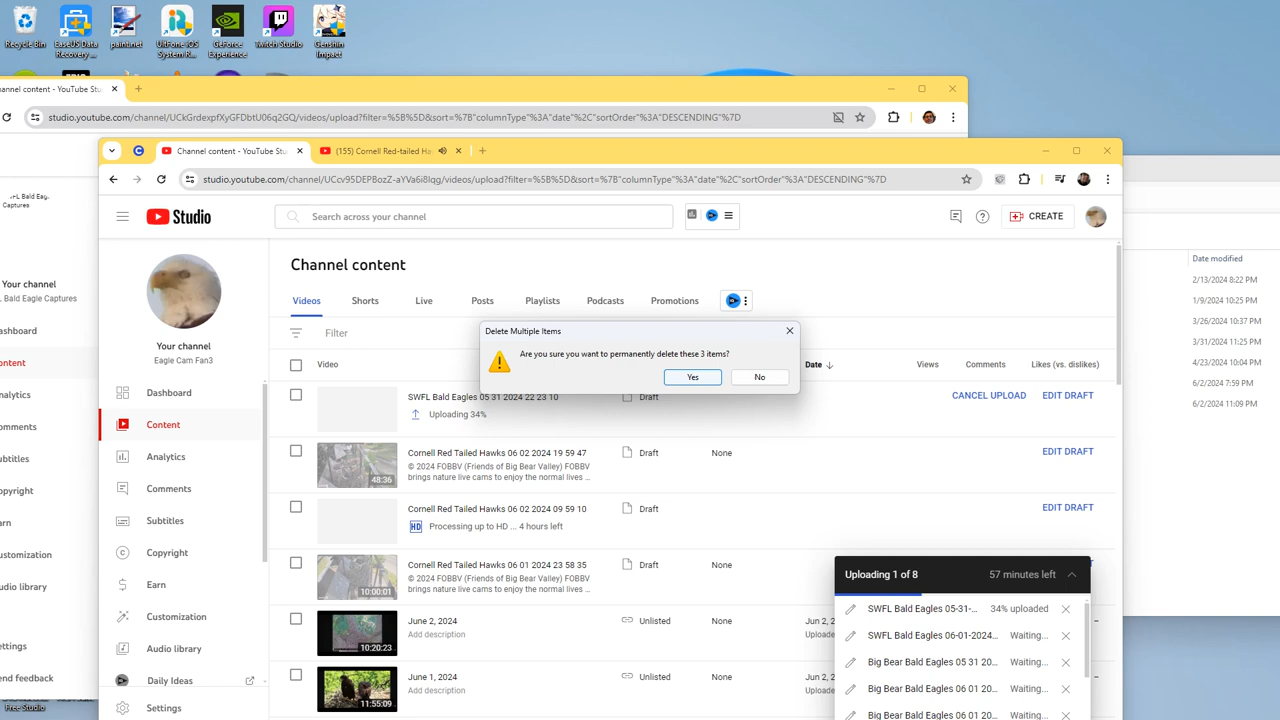 Recycle Bin
EaseUS Data Recovery ...
paint.net
UltFone iOS System R...
GeForce Experience
Twitch Studio
Genshin Impact
annel content - YouTube Stu
studio.youtube.com/channel/UCkGrdexpfXyGFDbtU06q2GQ/videos/upload?filter=%5B%5D&sort=%7B"columnType"%3A"date"%2C"sortOrder"%3A"DESCENDING"%7D
Channel content - YouTube Stu
(155) Cornell Red-tailed Ha
studio.youtube.com/channel/UCcv95DEPBozZ-aYVa6i8Iqg/videos/upload?filter=%5B%5D&sort=%7B"columnType"%3A"date"%2C"sortOrder"%3A"DESCENDING"%7D
Studio
Search across your channel
CREATE
WFL Bald Eag..
Captures
Your channel
L Bald Eagle Captures
ashboard
ontent
nalytics
omments
ubtitles
opyright
arn
ustomization
udio library
ettings
end feedback
Free Studio
Your channel
Eagle Cam Fan3
Dashboard
Content
Analytics
Comments
Subtitles
Copyright
Earn
Customization
Audio library
Daily Ideas
Settings
Channel content
Videos Shorts Live Posts Playlists Podcasts Promotions
Filter
Video Date Views Comments Likes (vs. dislikes)
Delete Multiple Items
Are you sure you want to permanently delete these 3 items?
Yes No
SWFL Bald Eagles 05 31 2024 22 23 10 Draft CANCEL UPLOAD EDIT DRAFT
Uploading 34%
Cornell Red Tailed Hawks 06 02 2024 19 59 47 Draft None EDIT DRAFT
© 2024 FOBBV (Friends of Big Bear Valley) FOBBV
brings nature live cams to enjoy the normal lives ...
48:36
Cornell Red Tailed Hawks 06 02 2024 09 59 10 Draft EDIT DRAFT
HD Processing up to HD ... 4 hours left
Cornell Red Tailed Hawks 06 01 2024 23 58 35 Draft None
© 2024 FOBBV (Friends of Big Bear Valley) FOBBV
brings nature live cams to enjoy the normal lives ...
10:00:01
June 2, 2024 Unlisted None Jun 2, 2
Add description Uploade
10:20:23
June 1, 2024 Unlisted None Jun 2, 2
Add description Uploade
11:55:09
Uploading 1 of 8 57 minutes left
SWFL Bald Eagles 05-31-... 34% uploaded
SWFL Bald Eagles 06-01-2024... Waiting...
Big Bear Bald Eagles 05 31 20... Waiting...
Big Bear Bald Eagles 06 01 20... Waiting...
Big Bear Bald Eagles 06 01 20... Waiting...
Date modified
2/13/2024 8:22 PM
1/9/2024 10:25 PM
3/26/2024 10:37 PM
3/31/2024 11:25 PM
4/23/2024 10:04 PM
6/2/2024 7:59 PM
6/2/2024 11:09 PM